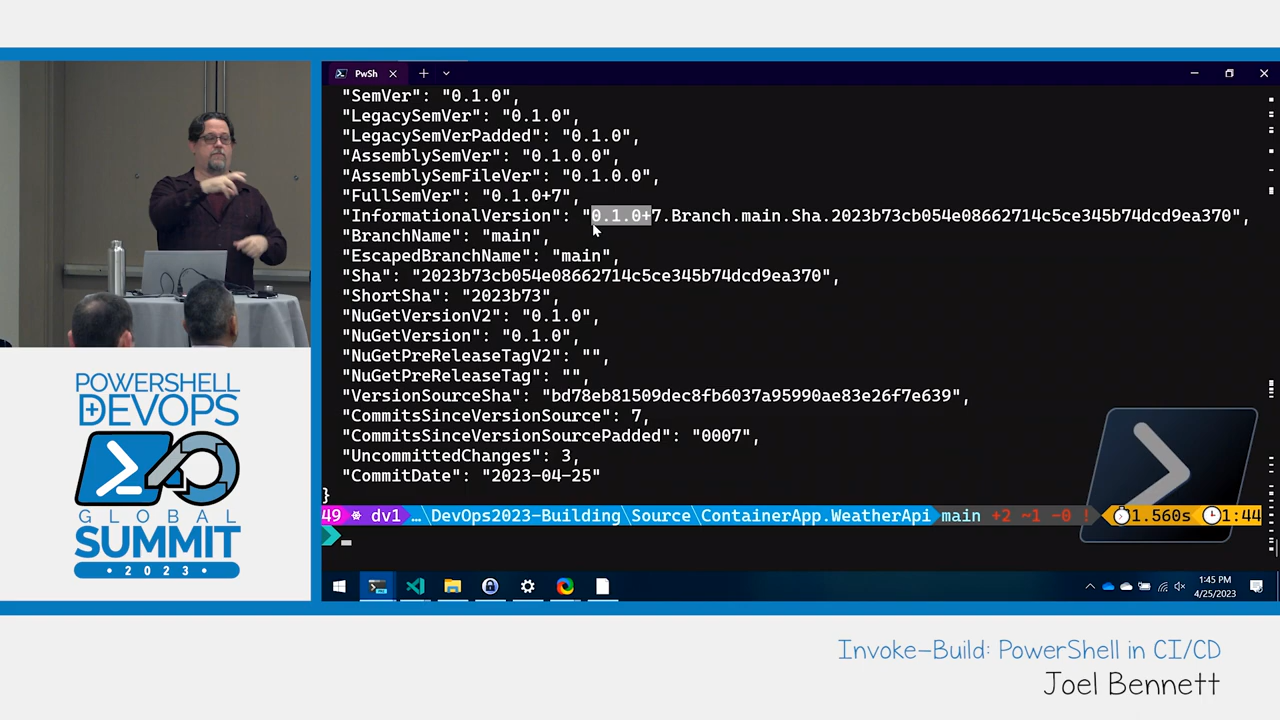 PwSh
"SemVer": "0.1.0",
"LegacySemVer": "0.1.0",
"LegacySemVerPadded": "0.1.0",
"AssemblySemVer": "0.1.0.0",
"AssemblySemFileVer": "0.1.0.0",
"FullSemVer": "0.1.0+7",
"InformationalVersion": "0.1.0+7.Branch.main.Sha.2023b73cb054e08662714c5ce345b74dcd9ea370",
"BranchName": "main",
"EscapedBranchName": "main",
"Sha": "2023b73cb054e08662714c5ce345b74dcd9ea370",
"ShortSha": "2023b73",
"NuGetVersionV2": "0.1.0",
"NuGetVersion": "0.1.0",
"NuGetPreReleaseTagV2": "",
"NuGetPreReleaseTag": "",
"VersionSourceSha": "bd78eb81509dec8fb6037a95990ae83e26f7e639",
"CommitsSinceVersionSource": 7,
"CommitsSinceVersionSourcePadded": "0007",
"UncommittedChanges": 3,
"CommitDate": "2023-04-25"
}
49 * dv1 …\DevOps2023-Building\Source\ContainerApp.WeatherApi main +2 ~1 -0 ! 1.560s 1:44
1:45 PM
4/25/2023
POWERSHELL
DEVOPS
GLOBAL
SUMMIT
• 2023 •
Invoke-Build: PowerShell in CI/CD
Joel Bennett